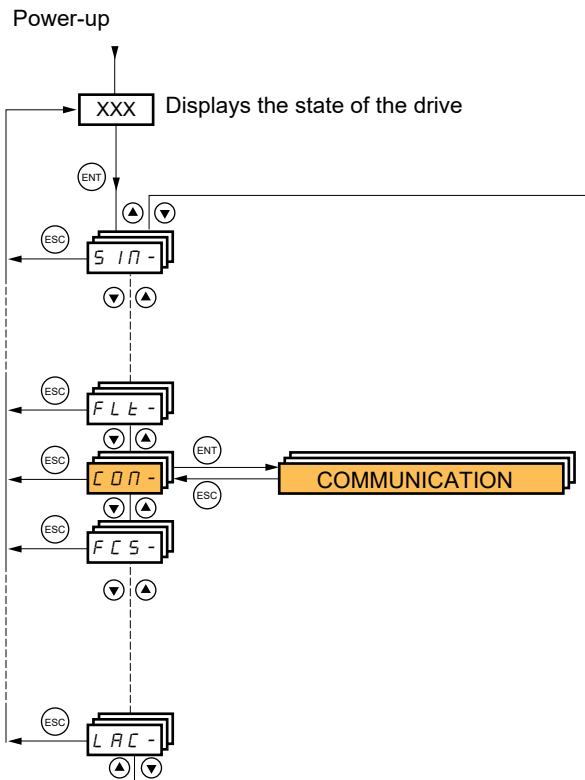 Power-up
XXX Displays the state of the drive
ENT
ESC
SIM-
ESC
FLt-
ENT
ESC
COM- COMMUNICATION
ESC
ESC
FCS-
ESC
LAC-